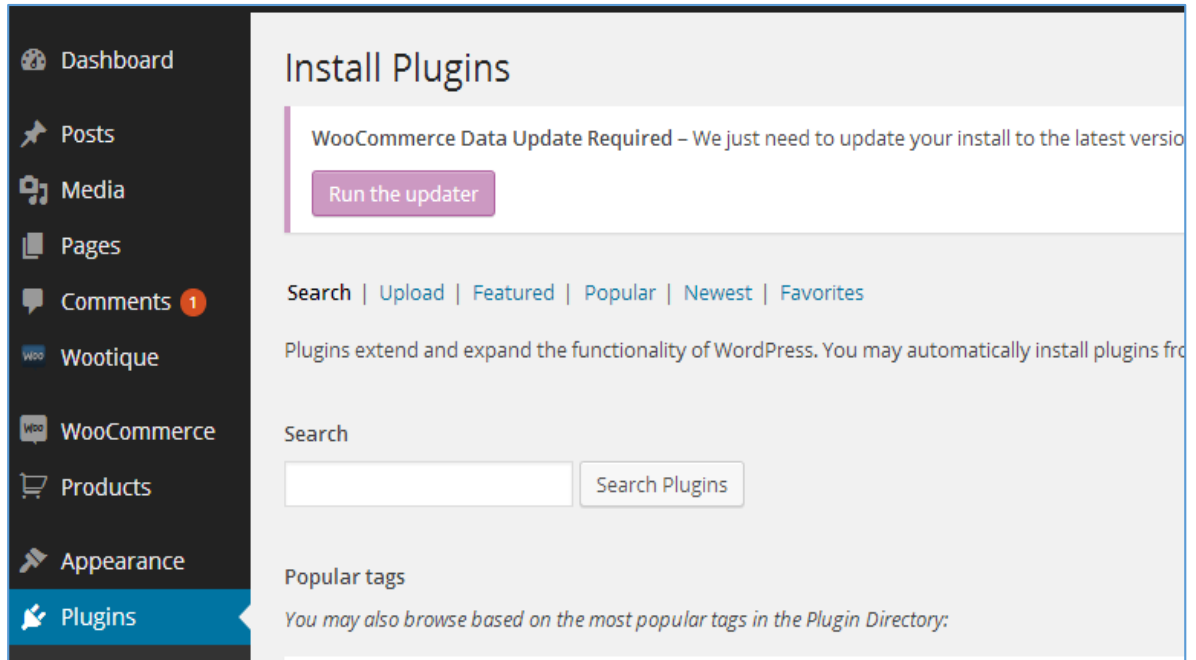 Dashboard
Posts
Media
Pages
Comments 1
Woo Wootique
Woo WooCommerce
Products
Appearance
Plugins
Install Plugins
WooCommerce Data Update Required – We just need to update your install to the latest versio
Run the updater
Search | Upload | Featured | Popular | Newest | Favorites
Plugins extend and expand the functionality of WordPress. You may automatically install plugins fro
Search
Search Plugins
Popular tags
You may also browse based on the most popular tags in the Plugin Directory: